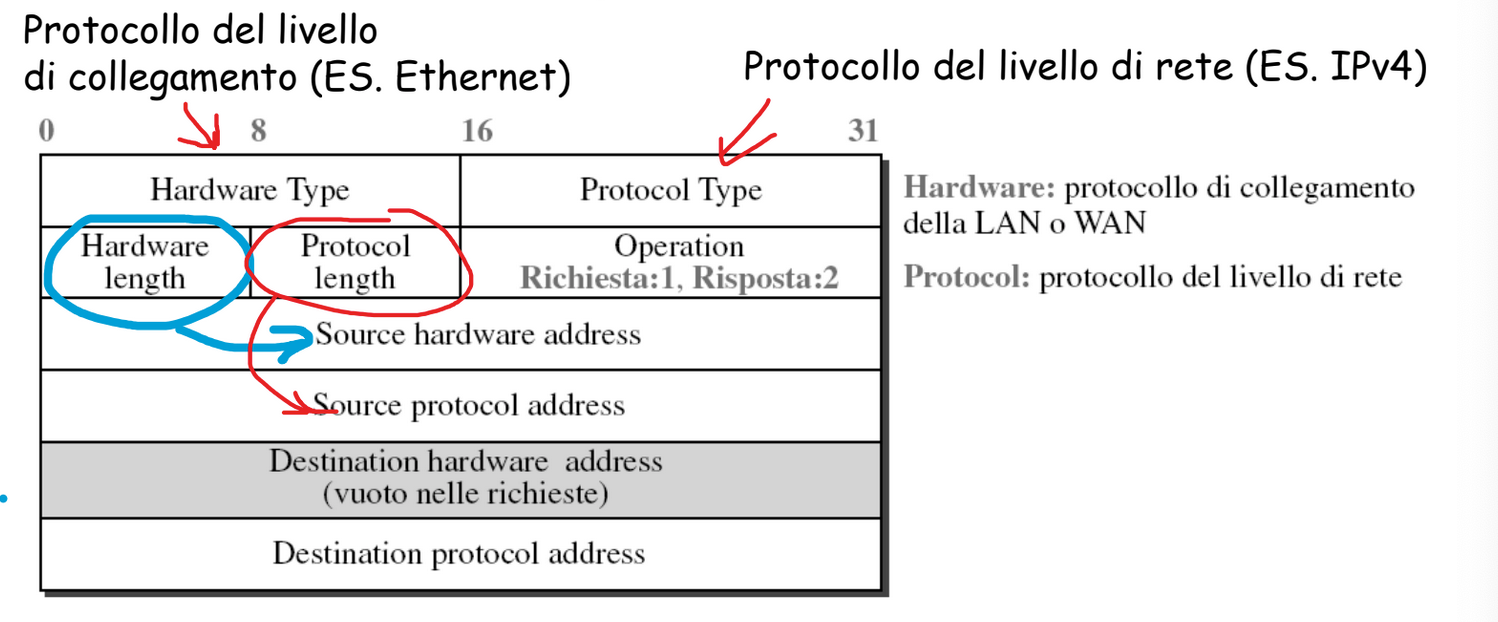 Protocollo del livello
di collegamento (ES. Ethernet)
Protocollo del livello di rete (ES. IPv4)
0 8 16 31
Hardware Type
Protocol Type
Hardware: protocollo di collegamento
della LAN o WAN
Hardware
length
Protocol
length
Operation
Richiesta:1, Risposta:2
Protocol: protocollo del livello di rete
Source hardware address
Source protocol address
Destination hardware address
(vuoto nelle richieste)
Destination protocol address